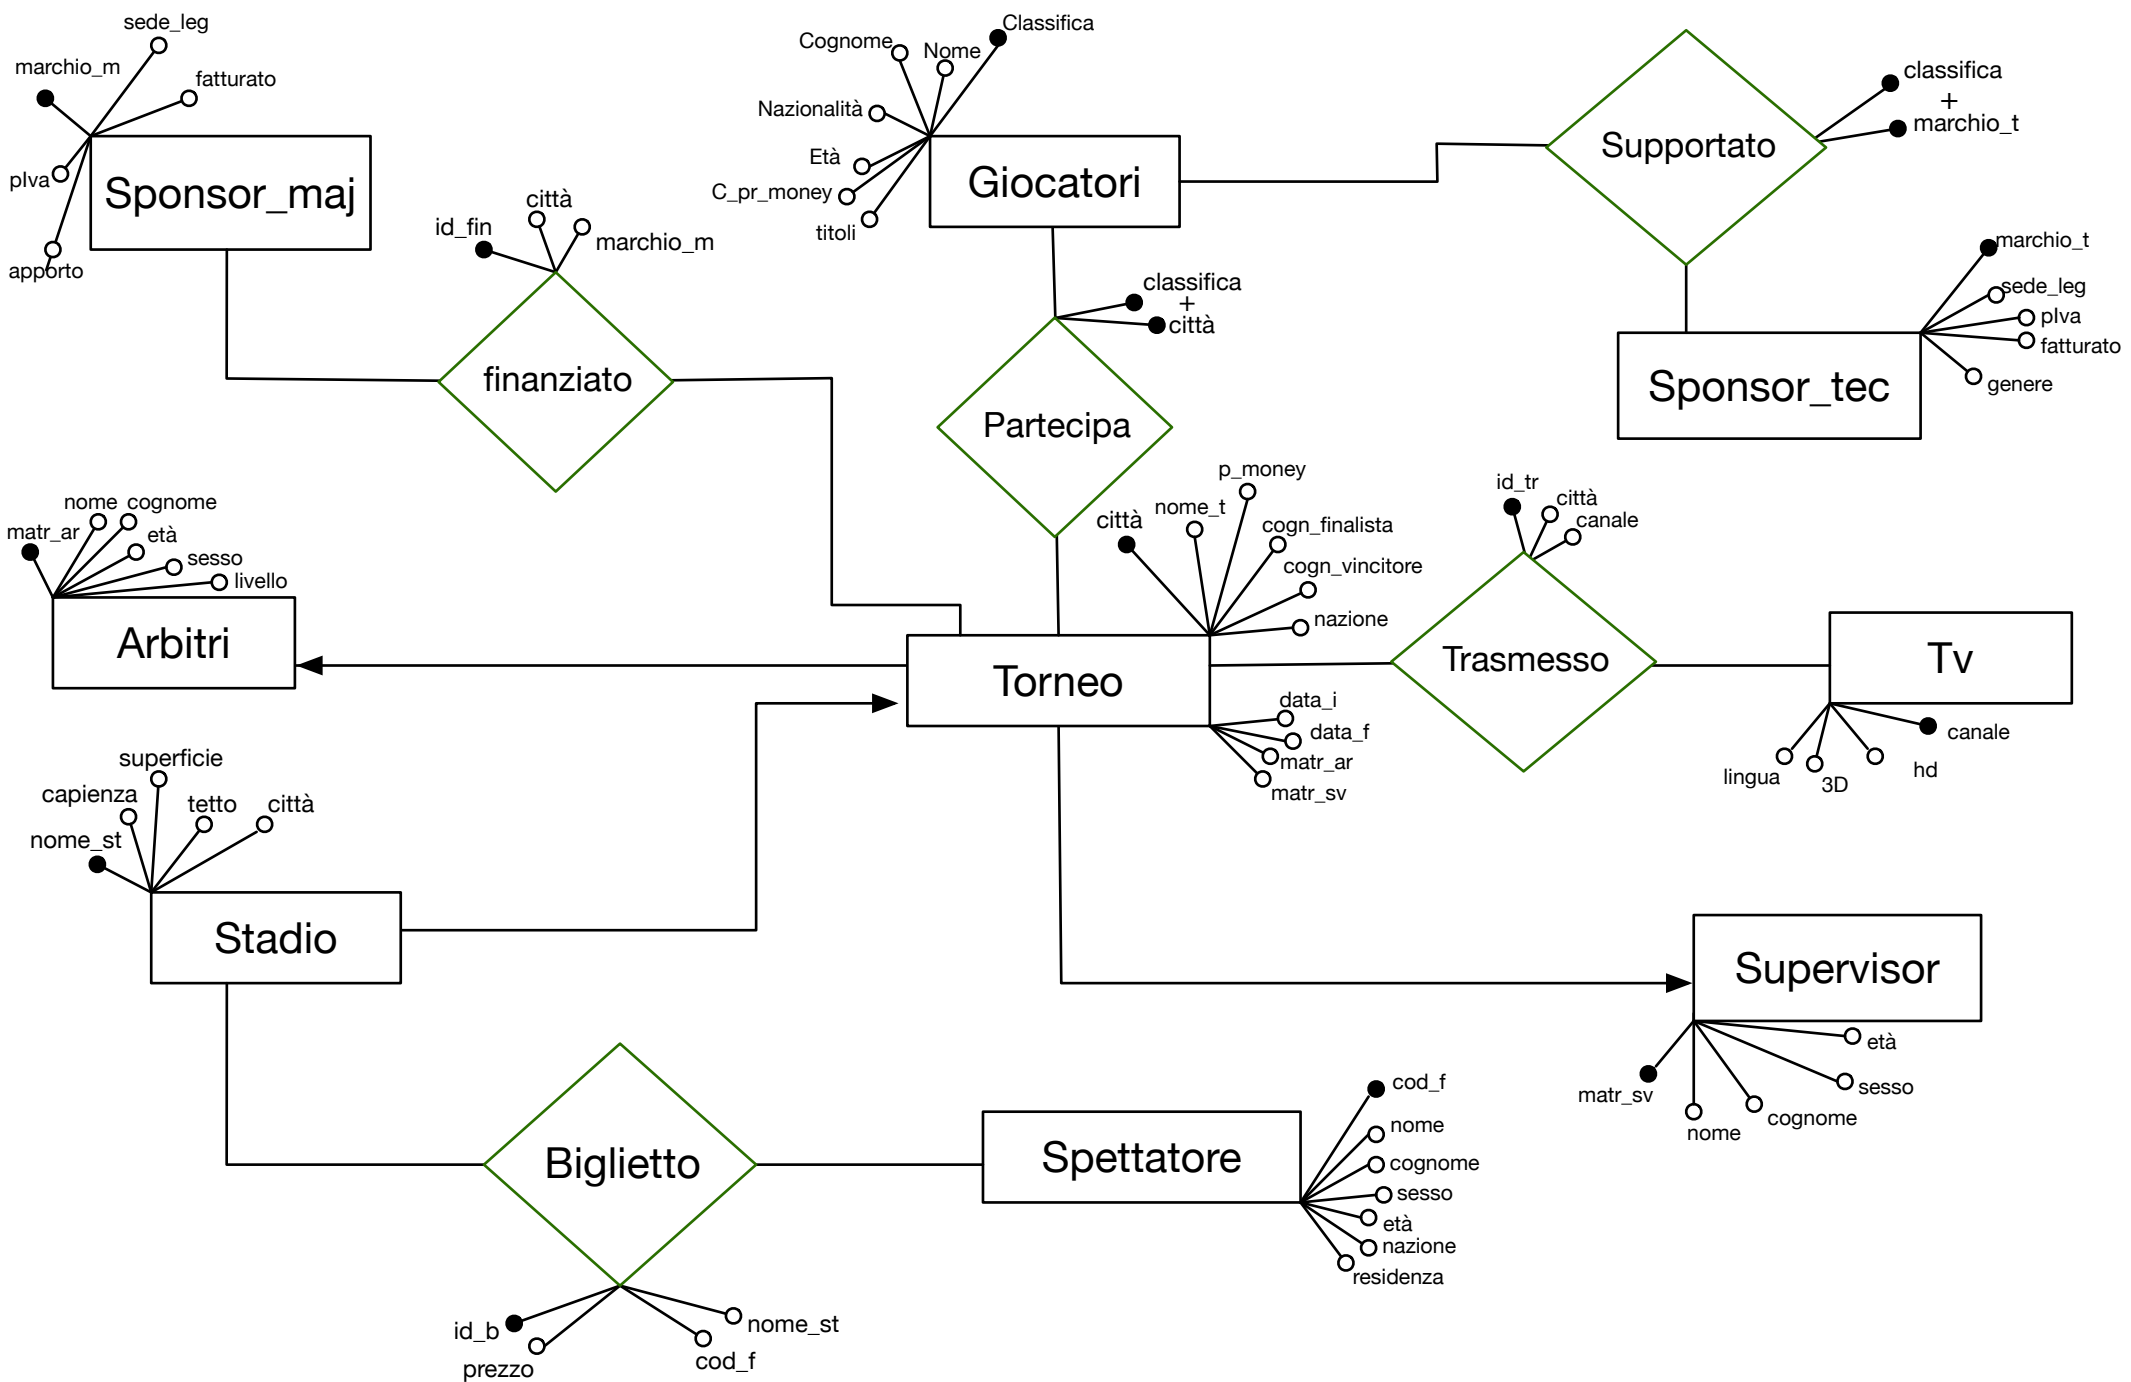 sede_leg
marchio_m
fatturato
pIva
apporto
Sponsor_maj
Cognome
Nome
Classifica
Nazionalità
Età
C_pr_money
titoli
Giocatori
Supportato
classifica
+
marchio_t
id_fin
città
marchio_m
finanziato
classifica
+
città
Partecipa
marchio_t
sede_leg
pIva
fatturato
genere
Sponsor_tec
nome cognome
matr_ar
età
sesso
livello
Arbitri
p_money
città
nome_t
cogn_finalista
cogn_vincitore
nazione
Torneo
data_i
data_f
matr_ar
matr_sv
id_tr
città
canale
Trasmesso
Tv
canale
lingua
3D
hd
superficie
capienza
tetto
città
nome_st
Stadio
Supervisor
età
sesso
matr_sv
nome
cognome
Biglietto
id_b
prezzo
cod_f
nome_st
Spettatore
cod_f
nome
cognome
sesso
età
nazione
residenza